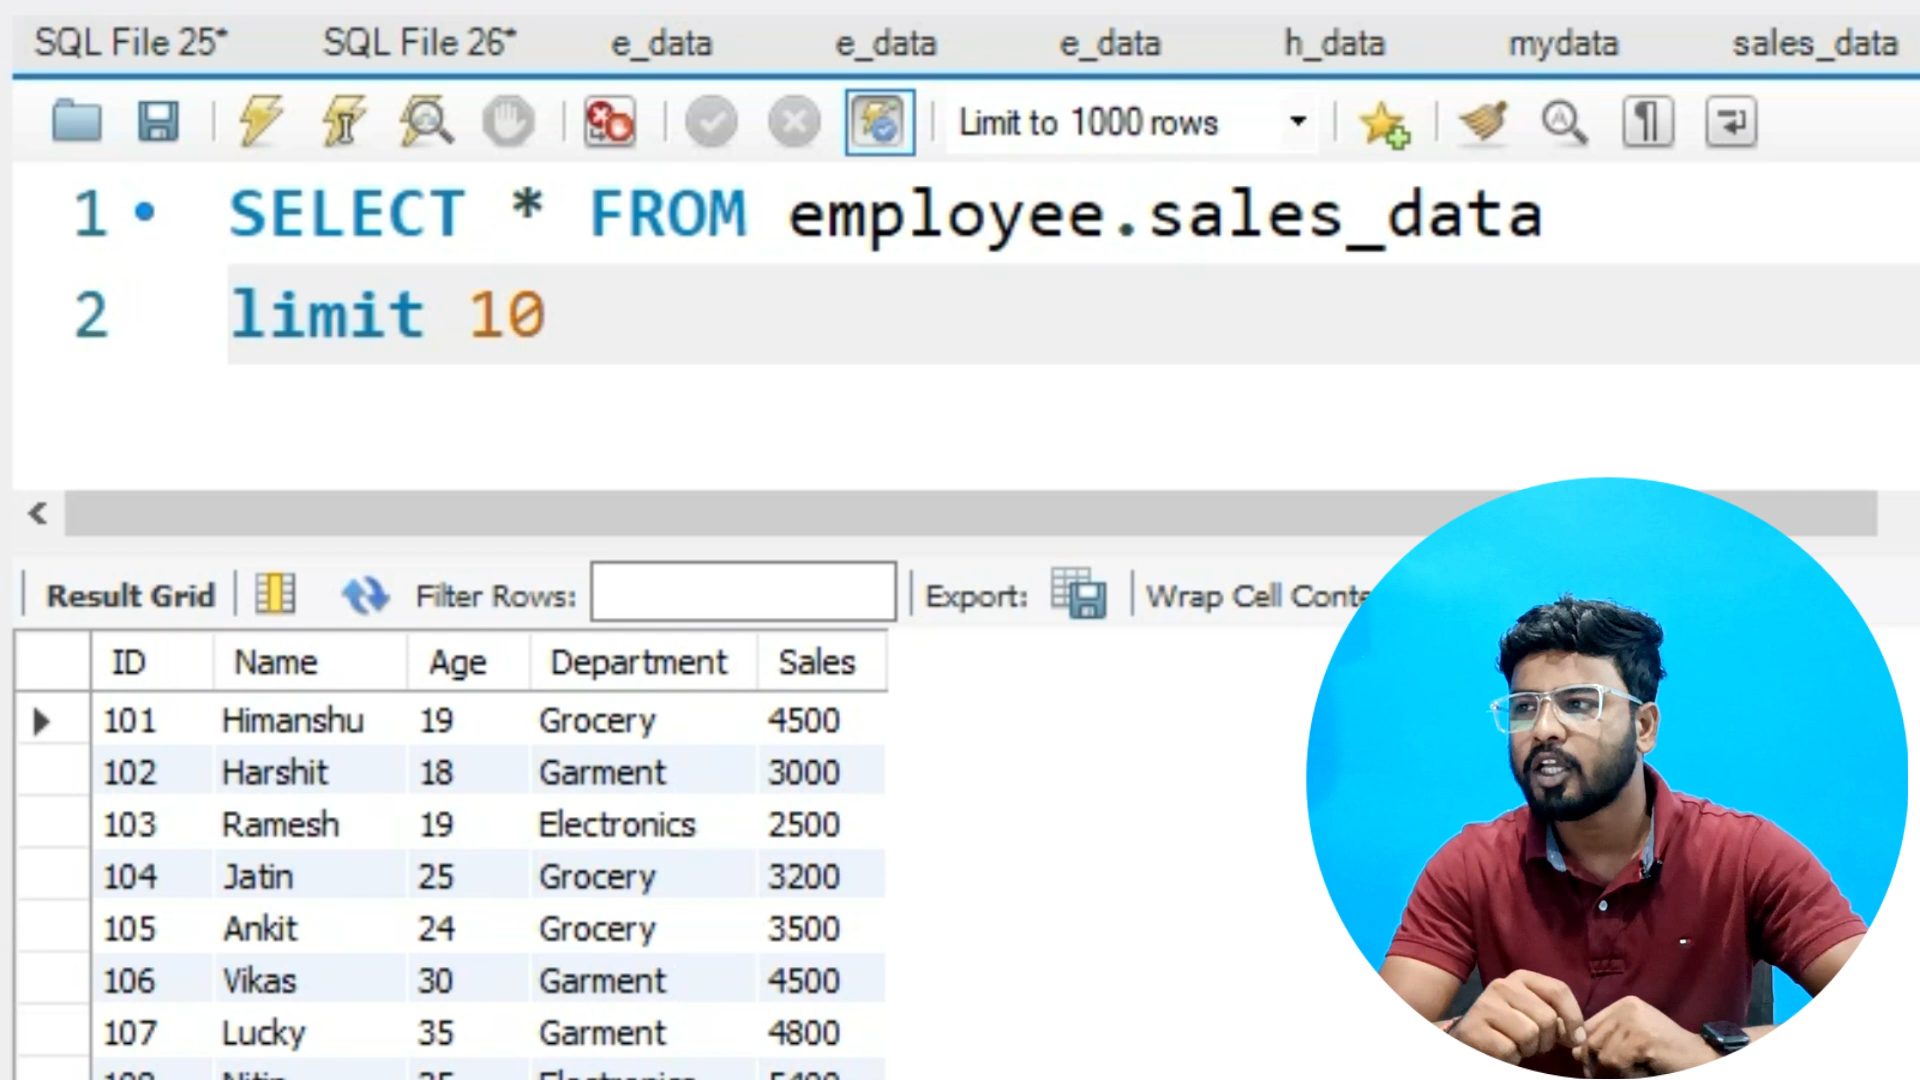 SQL File 25* SQL File 26* e_data e_data e_data h_data mydata sales_data
Limit to 1000 rows
1 SELECT * FROM employee.sales_data
2 limit 10
Result Grid Filter Rows: Export: Wrap Cell Conte
ID Name Age Department Sales
101 Himanshu 19 Grocery 4500
102 Harshit 18 Garment 3000
103 Ramesh 19 Electronics 2500
104 Jatin 25 Grocery 3200
105 Ankit 24 Grocery 3500
106 Vikas 30 Garment 4500
107 Lucky 35 Garment 4800